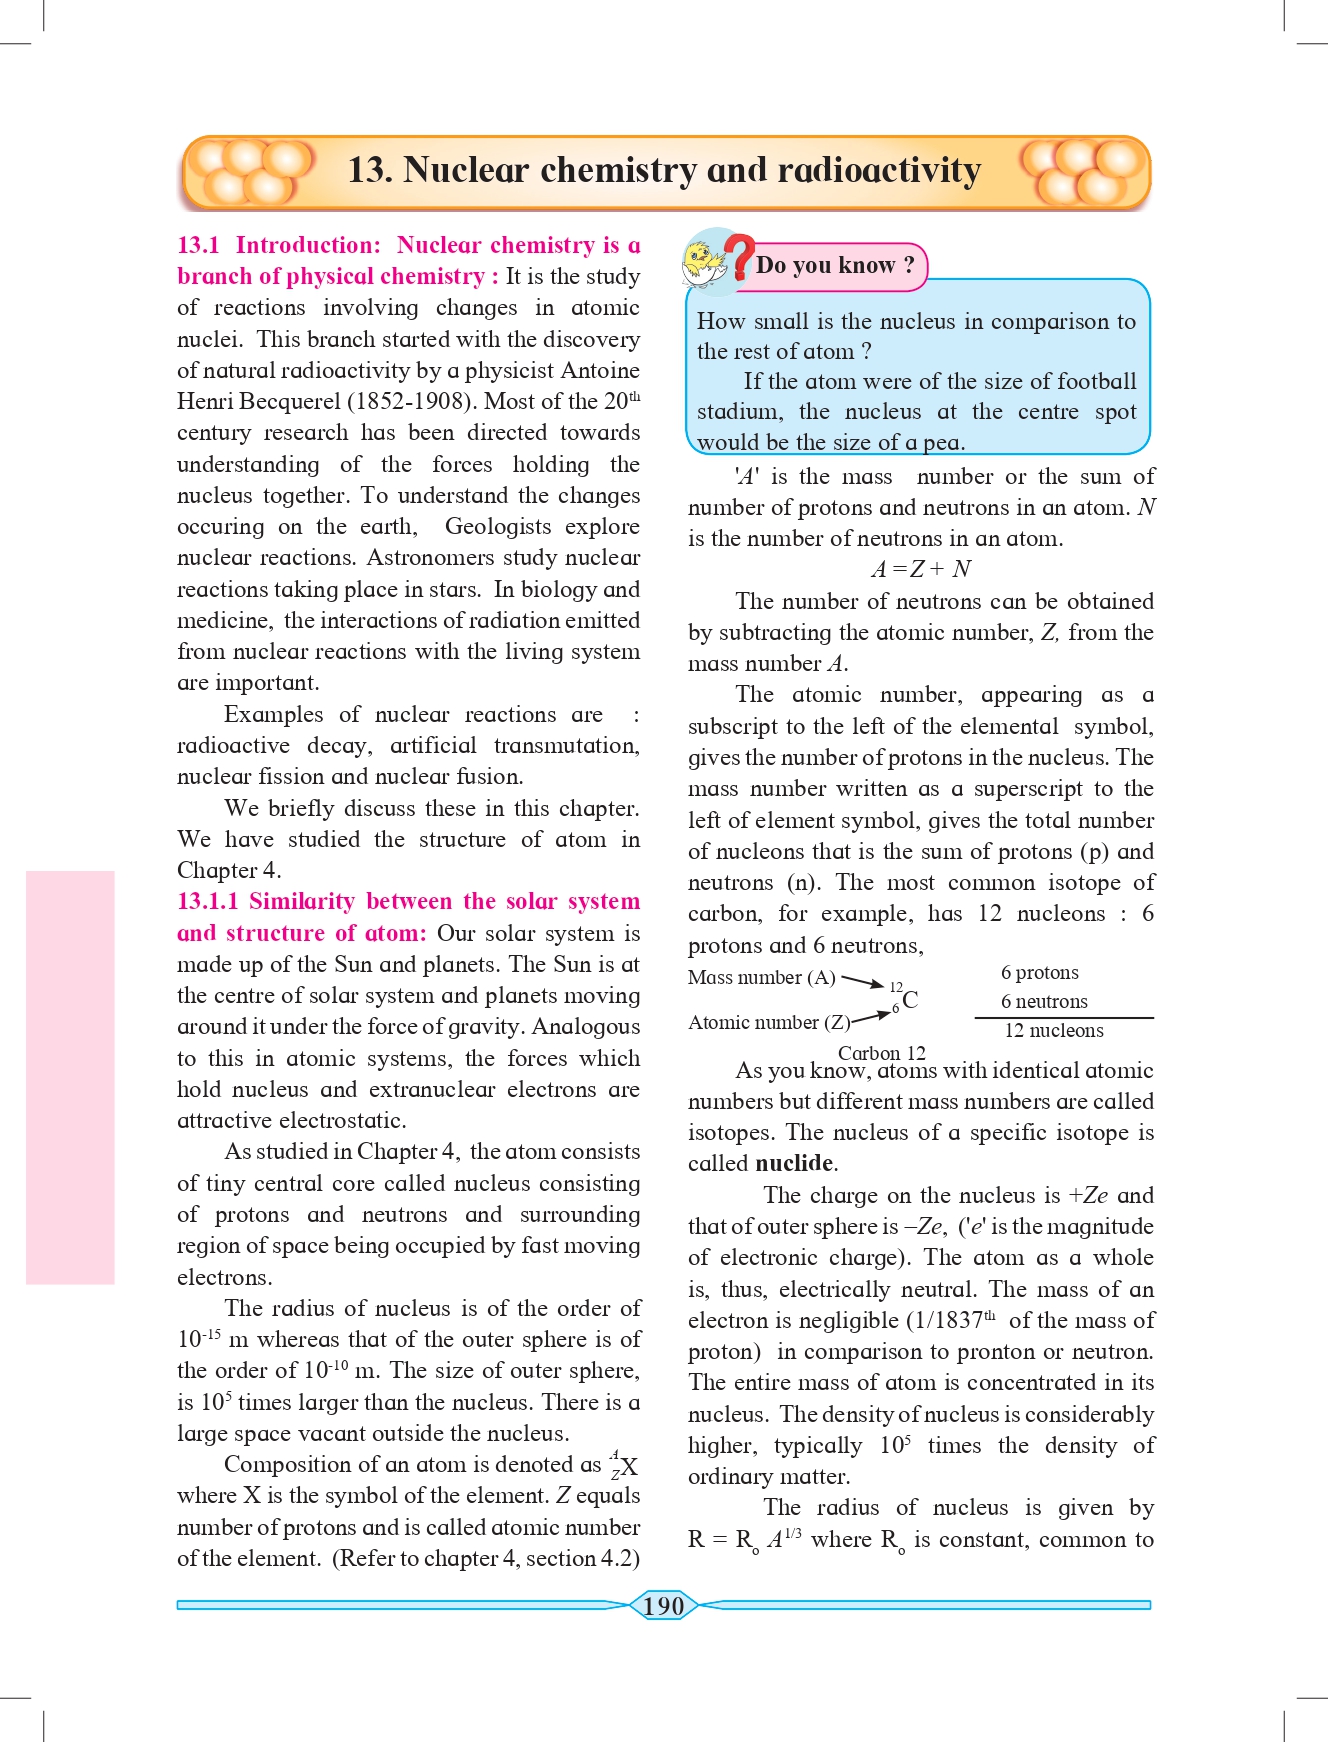 13. Nuclear chemistry and radioactivity
13.1 Introduction: Nuclear chemistry is a
branch of physical chemistry : It is the study
of reactions involving changes in atomic
nuclei. This branch started with the discovery
of natural radioactivity by a physicist Antoine
Henri Becquerel (1852-1908). Most of the 20th
century research has been directed towards
understanding of the forces holding the
nucleus together. To understand the changes
occuring on the earth, Geologists explore
nuclear reactions. Astronomers study nuclear
reactions taking place in stars. In biology and
medicine, the interactions of radiation emitted
from nuclear reactions with the living system
are important.
Examples of nuclear reactions are :
radioactive decay, artificial transmutation,
nuclear fission and nuclear fusion.
We briefly discuss these in this chapter.
We have studied the structure of atom in
Chapter 4.
13.1.1 Similarity between the solar system
and structure of atom: Our solar system is
made up of the Sun and planets. The Sun is at
the centre of solar system and planets moving
around it under the force of gravity. Analogous
to this in atomic systems, the forces which
hold nucleus and extranuclear electrons are
attractive electrostatic.
As studied in Chapter 4, the atom consists
of tiny central core called nucleus consisting
of protons and neutrons and surrounding
region of space being occupied by fast moving
electrons.
The radius of nucleus is of the order of
10⁻¹⁵ m whereas that of the outer sphere is of
the order of 10⁻¹⁰ m. The size of outer sphere,
is 10⁵ times larger than the nucleus. There is a
large space vacant outside the nucleus.
Composition of an atom is denoted as ᴬ_ZX
where X is the symbol of the element. Z equals
number of protons and is called atomic number
of the element. (Refer to chapter 4, section 4.2)
Do you know ?
How small is the nucleus in comparison to
the rest of atom ?
If the atom were of the size of football
stadium, the nucleus at the centre spot
would be the size of a pea.
'A' is the mass number or the sum of
number of protons and neutrons in an atom. N
is the number of neutrons in an atom.
A = Z + N
The number of neutrons can be obtained
by subtracting the atomic number, Z, from the
mass number A.
The atomic number, appearing as a
subscript to the left of the elemental symbol,
gives the number of protons in the nucleus. The
mass number written as a superscript to the
left of element symbol, gives the total number
of nucleons that is the sum of protons (p) and
neutrons (n). The most common isotope of
carbon, for example, has 12 nucleons : 6
protons and 6 neutrons,
Mass number (A)
¹²₆C
Atomic number (Z)
Carbon 12
6 protons
6 neutrons
12 nucleons
As you know, atoms with identical atomic
numbers but different mass numbers are called
isotopes. The nucleus of a specific isotope is
called nuclide.
The charge on the nucleus is +Ze and
that of outer sphere is –Ze, ('e' is the magnitude
of electronic charge). The atom as a whole
is, thus, electrically neutral. The mass of an
electron is negligible (1/1837th of the mass of
proton) in comparison to pronton or neutron.
The entire mass of atom is concentrated in its
nucleus. The density of nucleus is considerably
higher, typically 10⁵ times the density of
ordinary matter.
The radius of nucleus is given by
R = Rₒ A¹ᐟ³ where Rₒ is constant, common to
190